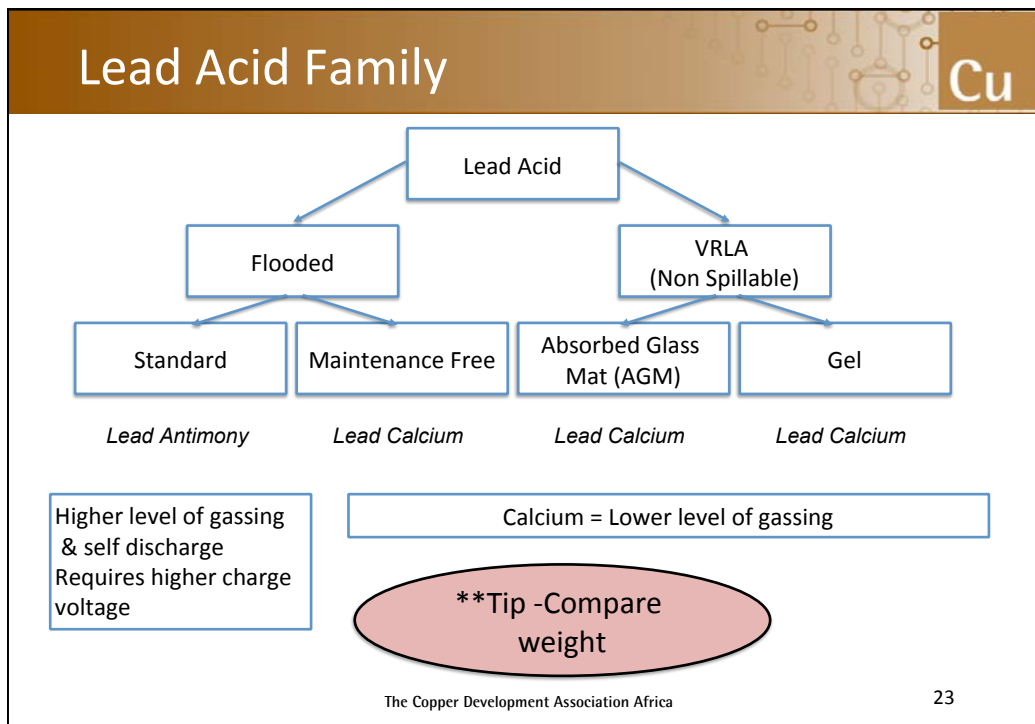 Lead Acid Family
Cu
Lead Acid
Flooded
VRLA
(Non Spillable)
Standard
Maintenance Free
Absorbed Glass
Mat (AGM)
Gel
Lead Antimony
Lead Calcium
Lead Calcium
Lead Calcium
Higher level of gassing
& self discharge
Requires higher charge
voltage
Calcium = Lower level of gassing
**Tip -Compare
weight
The Copper Development Association Africa
23